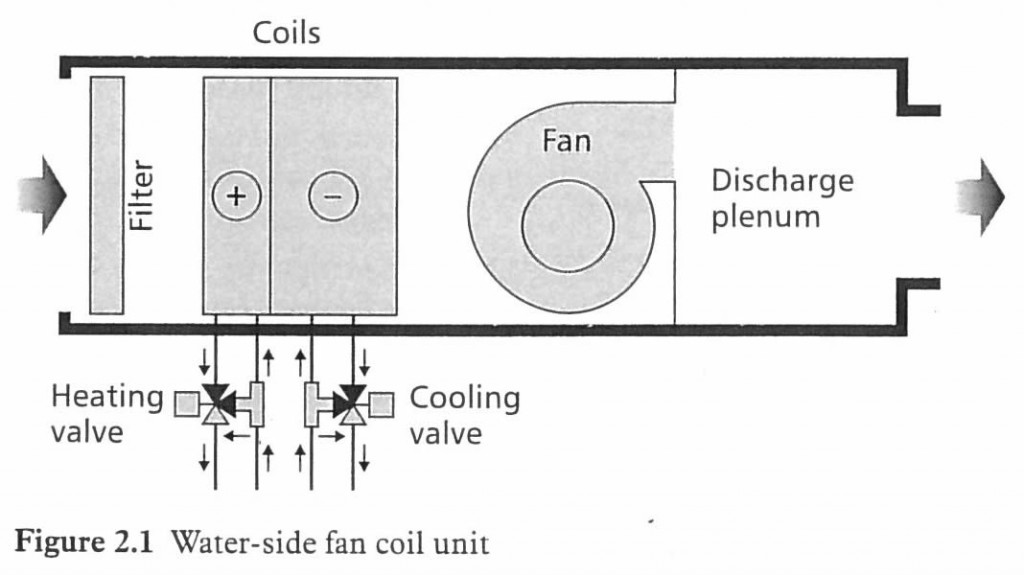 Coils
Filter
+
−
Fan
Discharge
plenum
Heating
valve
Cooling
valve
Figure 2.1 Water-side fan coil unit